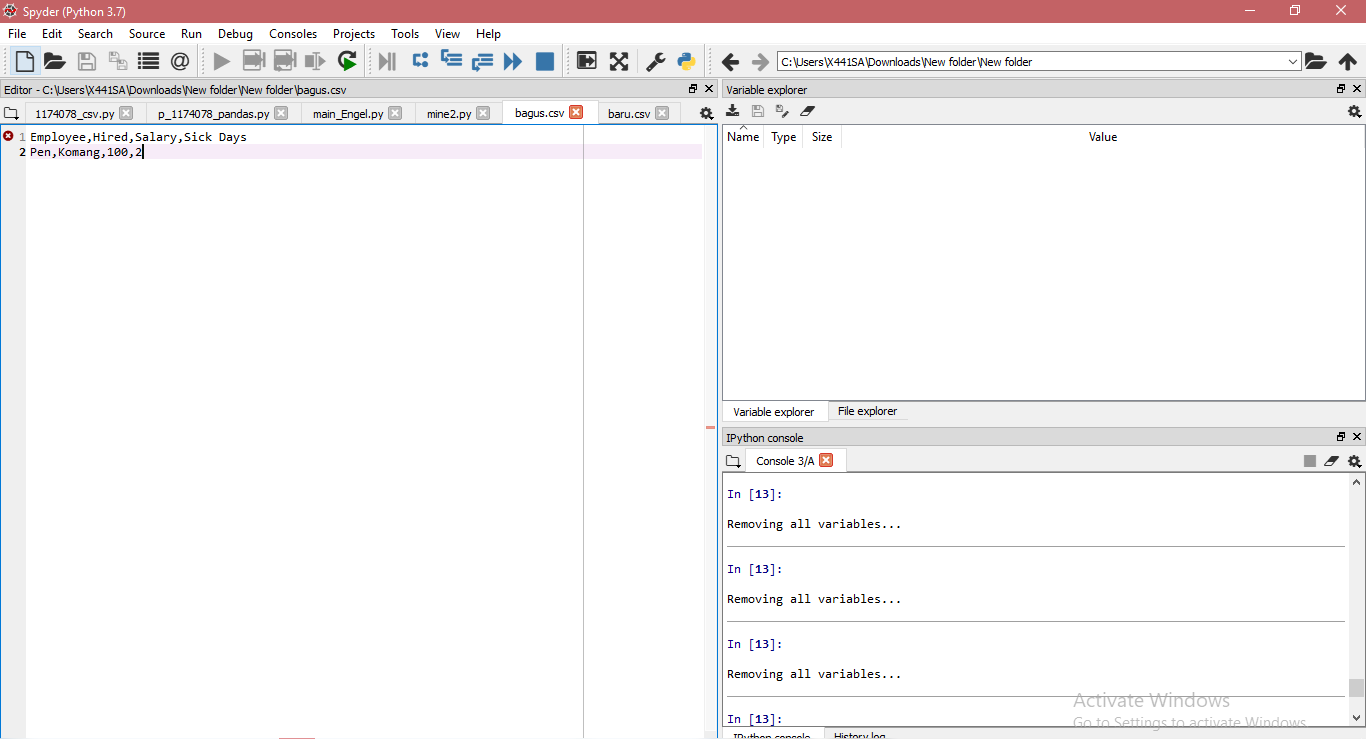 Spyder (Python 3.7)
File Edit Search Source Run Debug Consoles Projects Tools View Help
C:\Users\X441SA\Downloads\New folder\New folder
Editor - C:\Users\X441SA\Downloads\New folder\New folder\bagus.csv
1174078_csv.py p_1174078_pandas.py main_Engel.py mine2.py bagus.csv baru.csv
1 Employee,Hired,Salary,Sick Days
2 Pen,Komang,100,2
Variable explorer
Name Type Size Value
Variable explorer File explorer
IPython console
Console 3/A
In [13]:
Removing all variables...
In [13]:
Removing all variables...
In [13]:
Removing all variables...
In [13]:
Activate Windows
Go to Settings to activate Windows.
IPython console History log